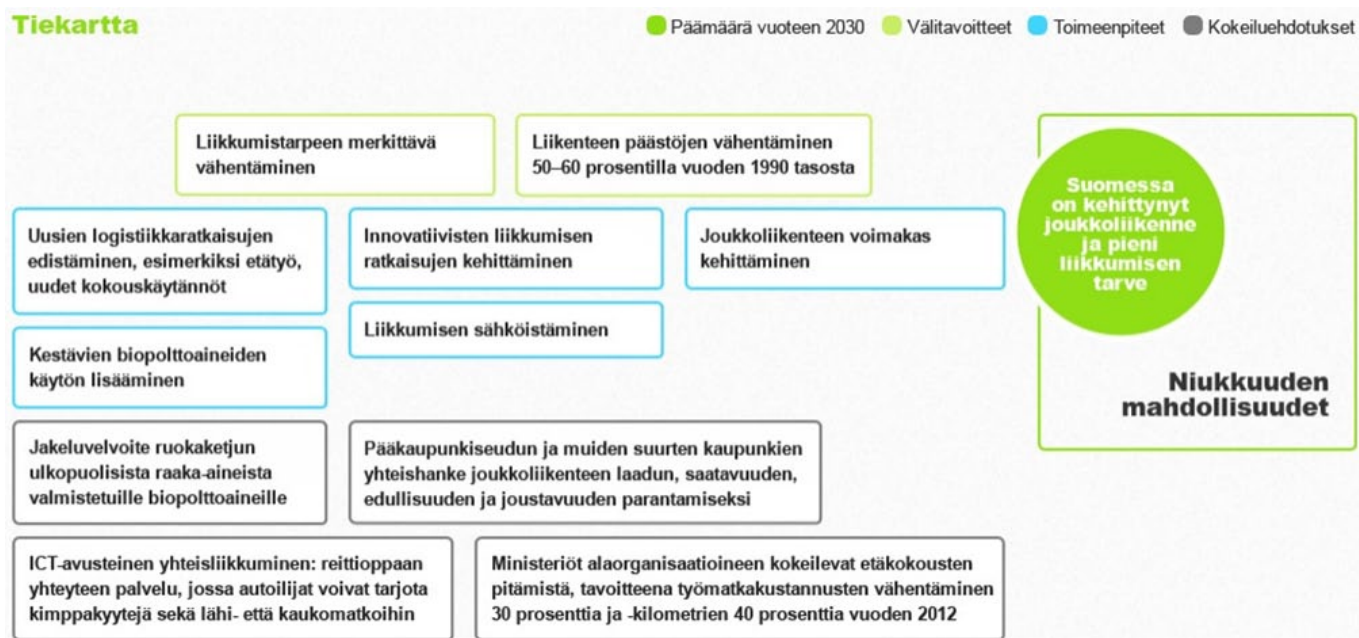 Tiekartta
Päämäärä vuoteen 2030
Välitavoitteet
Toimeenpiteet
Kokeiluehdotukset
Liikkumistarpeen merkittävä
vähentäminen
Liikenteen päästöjen vähentäminen
50–60 prosentilla vuoden 1990 tasosta
Uusien logistiikkaratkaisujen
edistäminen, esimerkiksi etätyö,
uudet kokouskäytännöt
Innovatiivisten liikkumisen
ratkaisujen kehittäminen
Joukkoliikenteen voimakas
kehittäminen
Liikkumisen sähköistäminen
Kestävien biopolttoaineiden
käytön lisääminen
Suomessa
on kehittynyt
joukkoliikenne
ja pieni
liikkumisen
tarve
Niukkuuden
mahdollisuudet
Jakeluvelvoite ruokaketjun
ulkopuolisista raaka-aineista
valmistetuille biopolttoaineille
Pääkaupunkiseudun ja muiden suurten kaupunkien
yhteishanke joukkoliikenteen laadun, saatavuuden,
edullisuuden ja joustavuuden parantamiseksi
ICT-avusteinen yhteisliikkuminen: reittioppaan
yhteyteen palvelu, jossa autoilijat voivat tarjota
kimppakyytejä sekä lähi- että kaukomatkoihin
Ministeriöt alaorganisaatioineen kokeilevat etäkokousten
pitämistä, tavoitteena työmatkakustannusten vähentäminen
30 prosenttia ja -kilometrien 40 prosenttia vuoden 2012